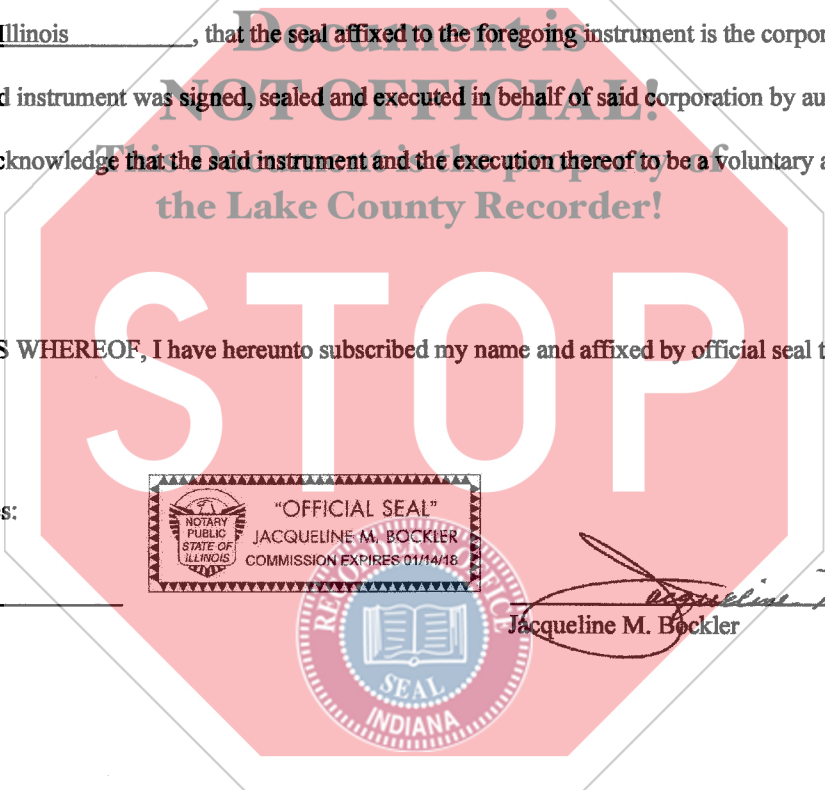 Illinois , that the seal affixed to the foregoing instrument is the corpor
Document is
d instrument was signed, sealed and executed in behalf of said corporation by au
NOT OFFICIAL!
cknowledge that the said instrument and the execution thereof to be a voluntary a
This Document is the property of
the Lake County Recorder!
STOP
S WHEREOF, I have hereunto subscribed my name and affixed by official seal t
s:
NOTARY
PUBLIC
STATE OF
ILLINOIS
"OFFICIAL SEAL"
JACQUELINE M. BOCKLER
COMMISSION EXPIRES 01/14/18
Jacqueline
Jacqueline M. Bockler
RECORDER'S OFFICE
SEAL
INDIANA